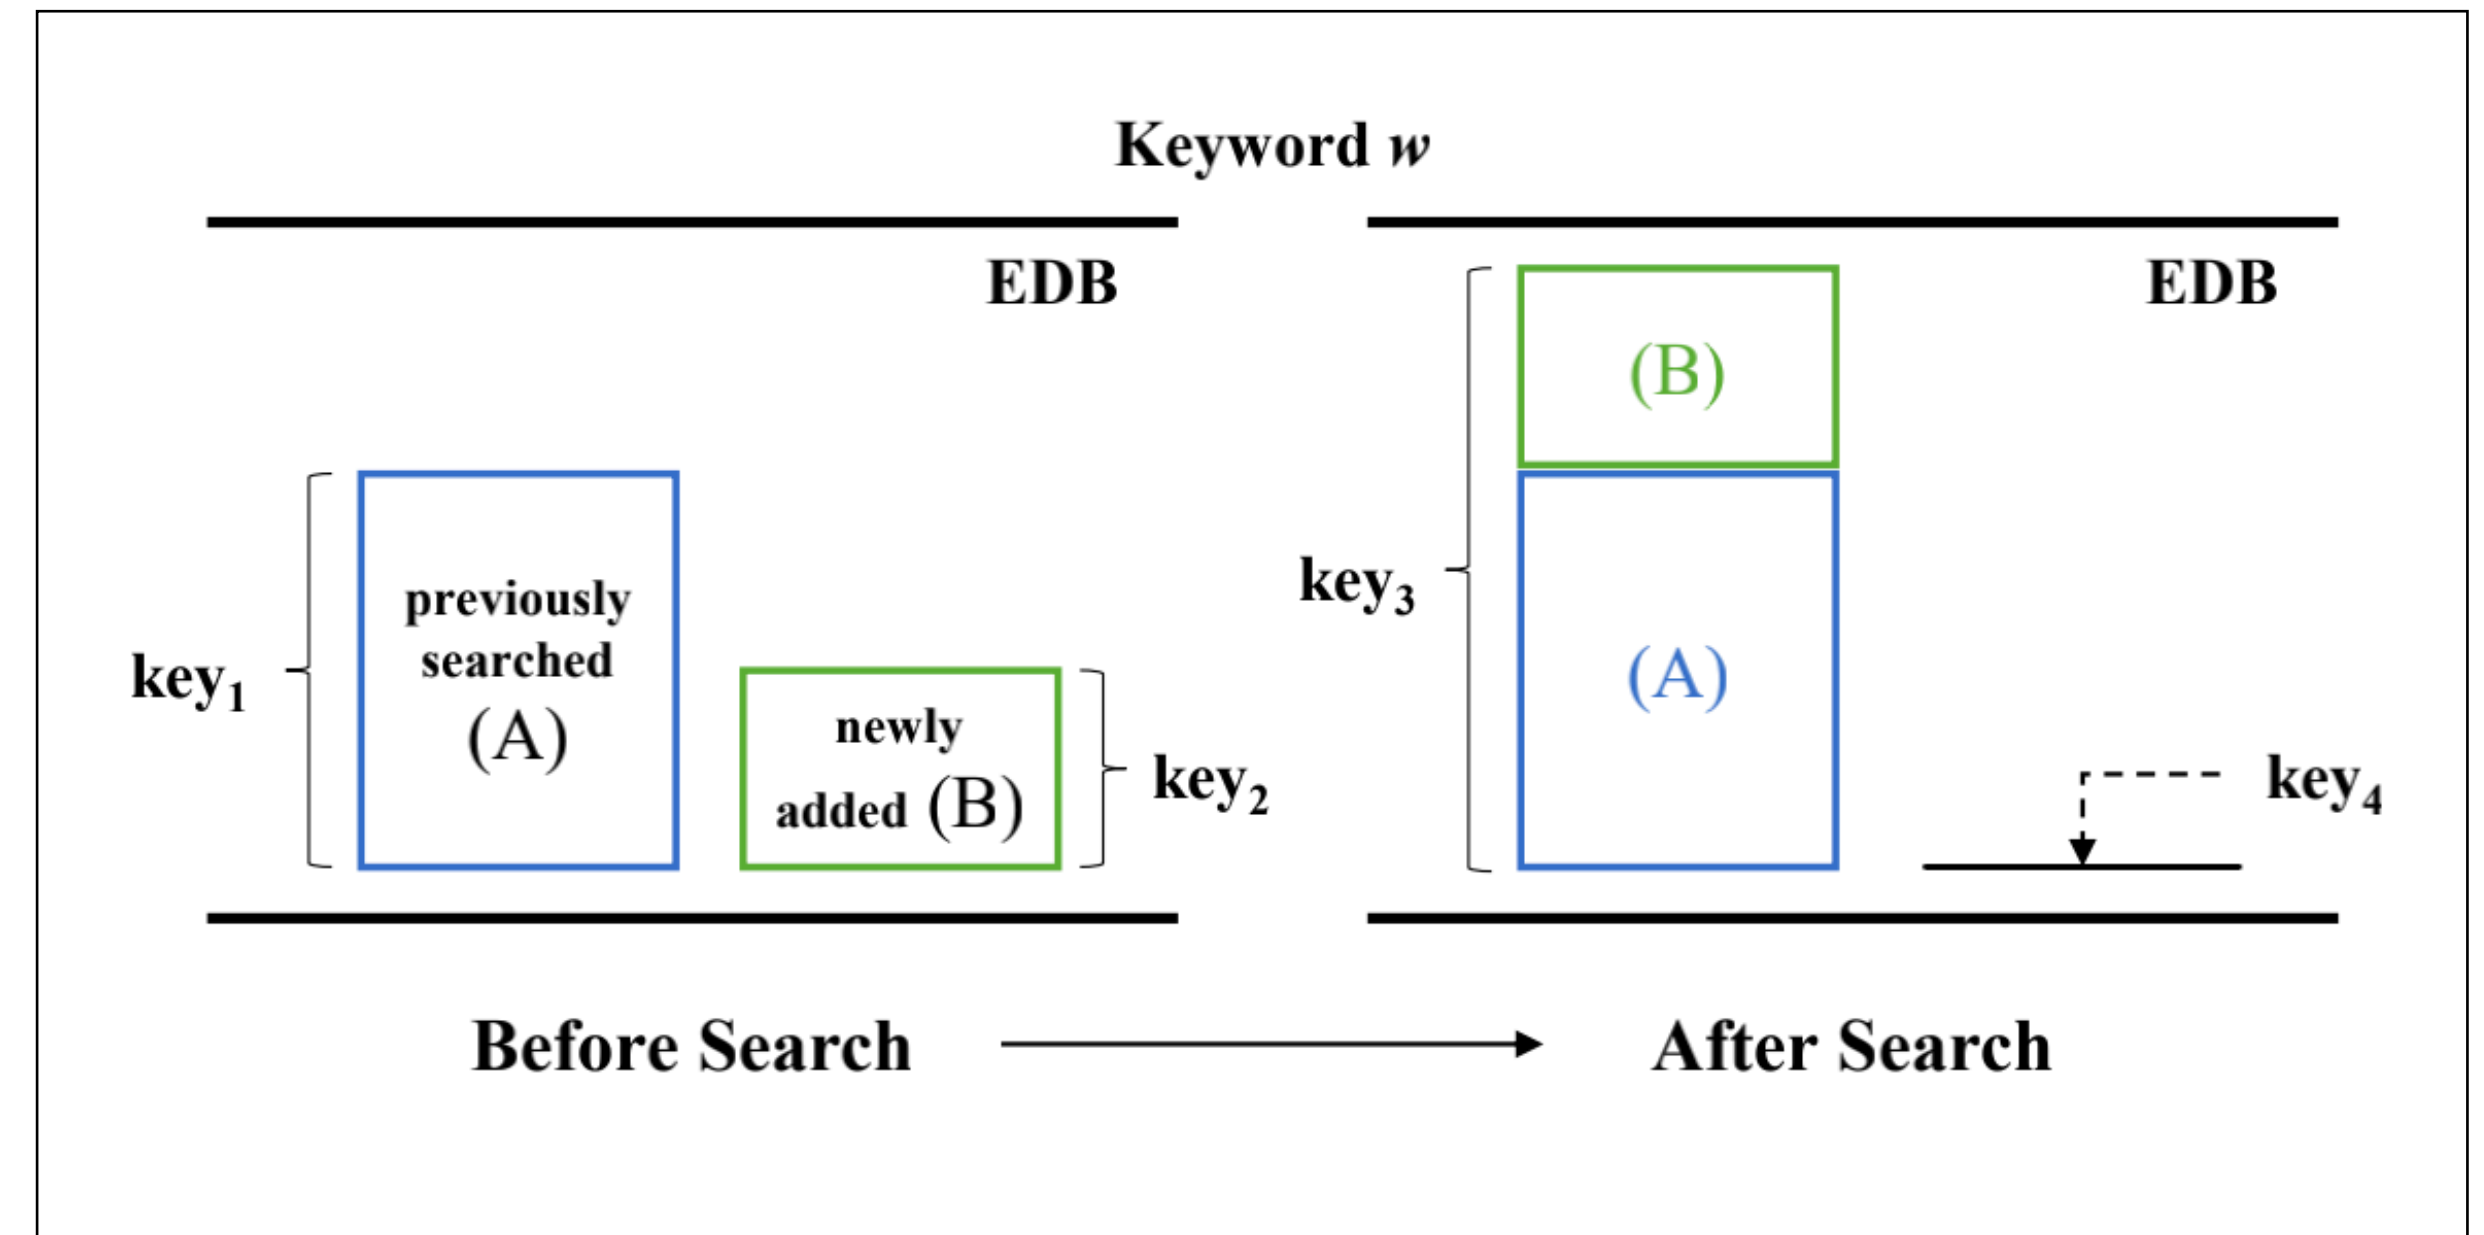 Keyword w
EDB
EDB
key1
previously
searched
(A)
newly
added (B)
key2
key3
(B)
(A)
key4
Before Search
After Search